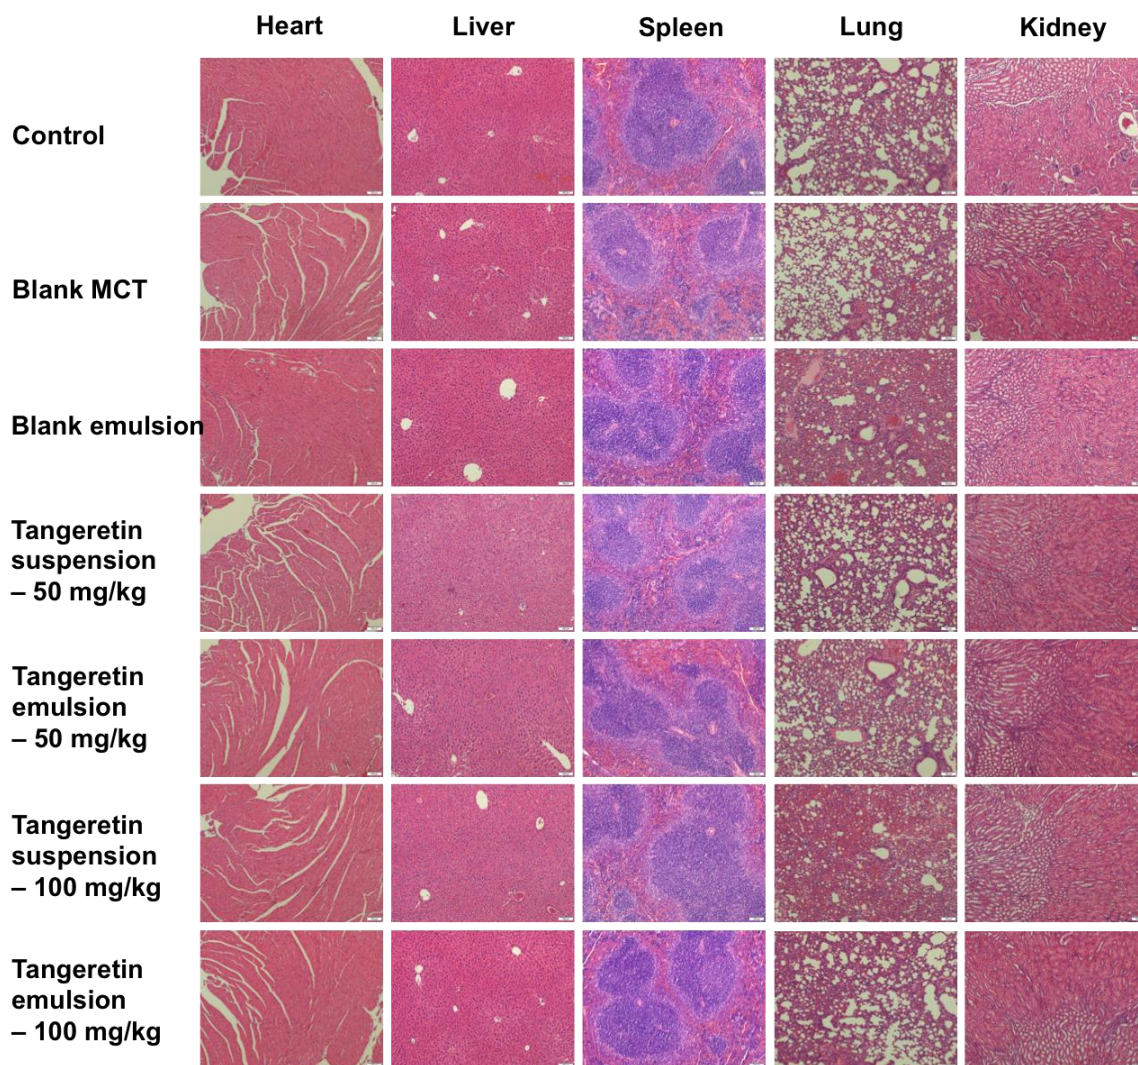 Heart Liver Spleen Lung Kidney
Control
Blank MCT
Blank emulsion
Tangeretin
suspension
– 50 mg/kg
Tangeretin
emulsion
– 50 mg/kg
Tangeretin
suspension
– 100 mg/kg
Tangeretin
emulsion
– 100 mg/kg